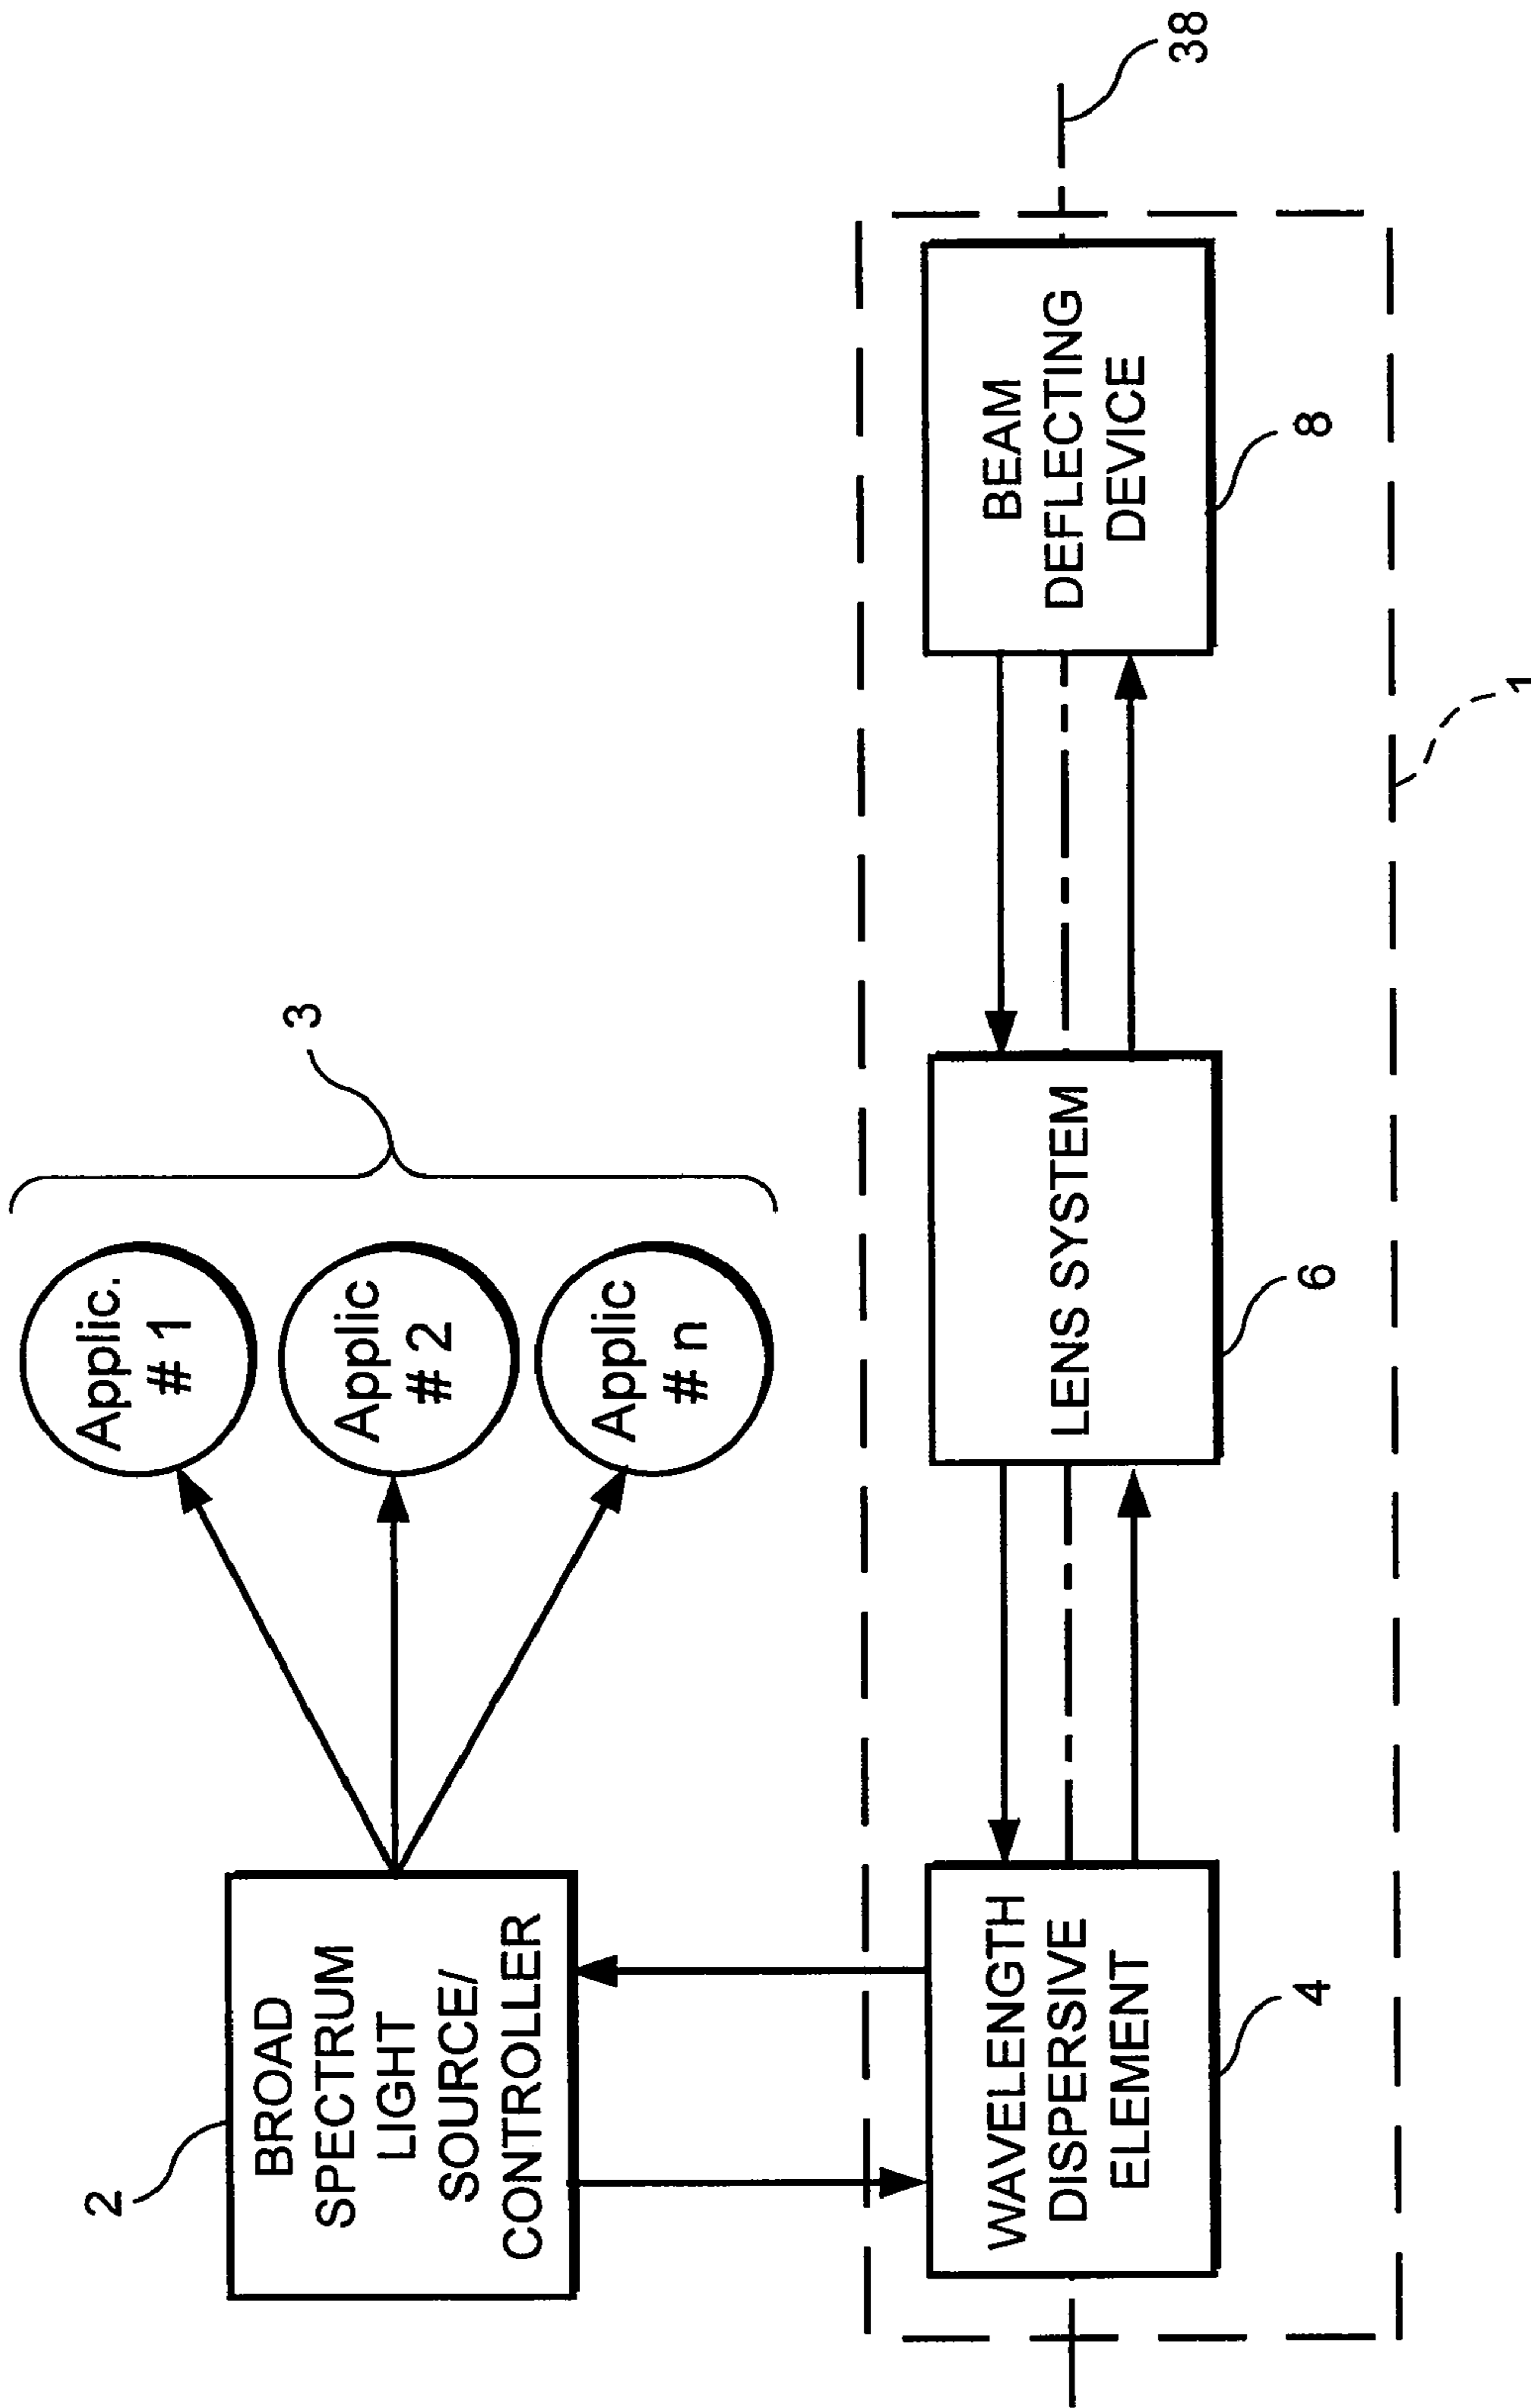 2
BROAD
SPECTRUM
LIGHT
SOURCE/
CONTROLLER
Applic.
# 1
Applic
# 2
Applic
# n
3
WAVELENGTH
DISPERSIVE
ELEMENT
4
LENS SYSTEM
6
BEAM
DEFLECTING
DEVICE
8
38
1